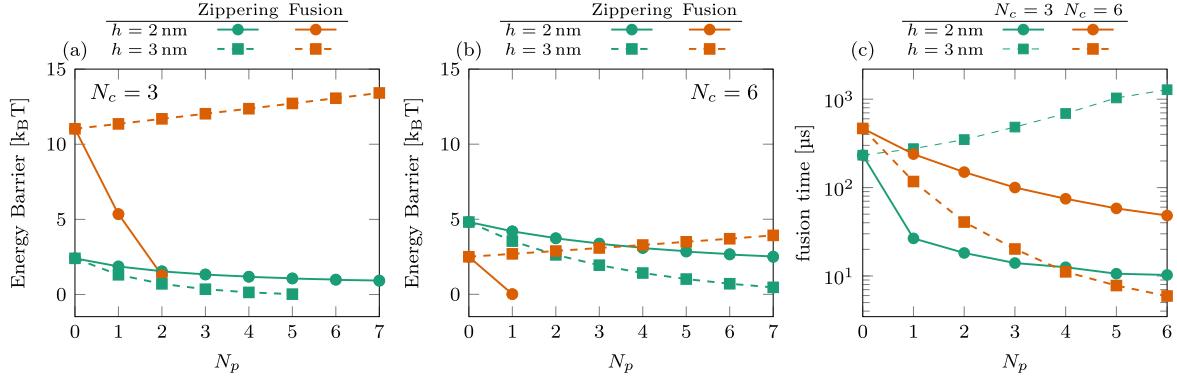 Zippering Fusion
h = 2 nm
h = 3 nm
(a)
N_c = 3
Energy Barrier [k_BT]
15
10
5
0
0 1 2 3 4 5 6 7
N_p
Zippering Fusion
h = 2 nm
h = 3 nm
(b)
N_c = 6
Energy Barrier [k_BT]
15
10
5
0
0 1 2 3 4 5 6 7
N_p
N_c = 3 N_c = 6
h = 2 nm
h = 3 nm
(c)
fusion time [µs]
10^3
10^2
10^1
0 1 2 3 4 5 6
N_p